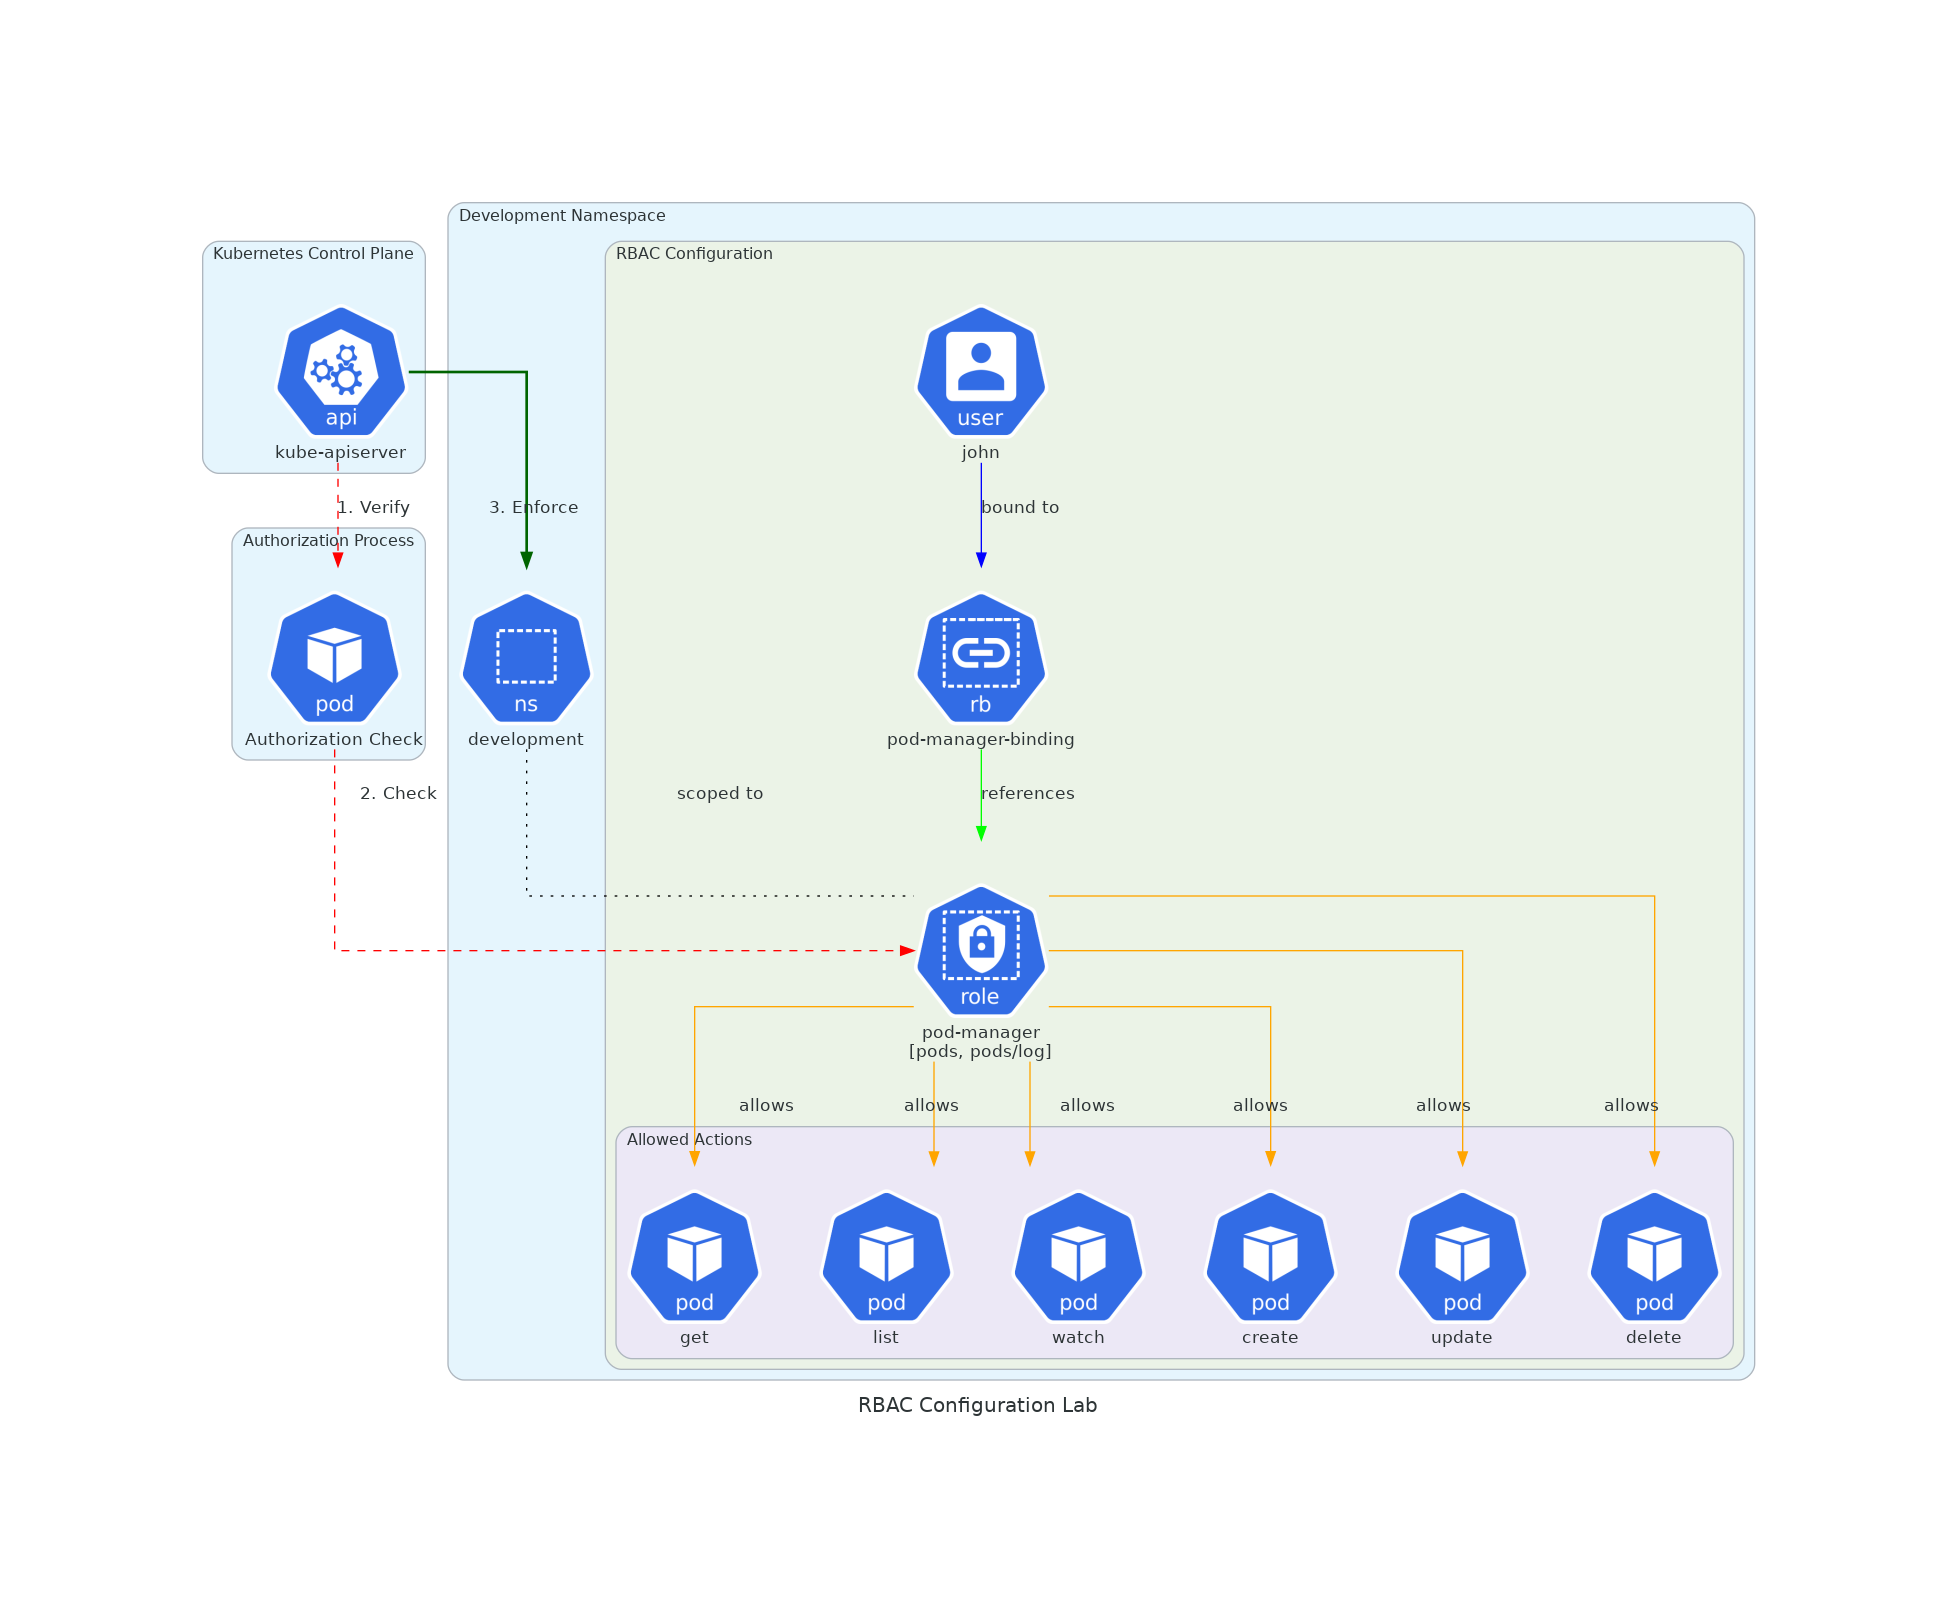 Development Namespace
Kubernetes Control Plane
RBAC Configuration
api
kube-apiserver
user
john
1. Verify
3. Enforce
bound to
Authorization Process
pod
Authorization Check
ns
development
rb
pod-manager-binding
2. Check
scoped to
references
role
pod-manager
[pods, pods/log]
allows
allows
allows
allows
allows
allows
Allowed Actions
pod
get
pod
list
pod
watch
pod
create
pod
update
pod
delete
RBAC Configuration Lab